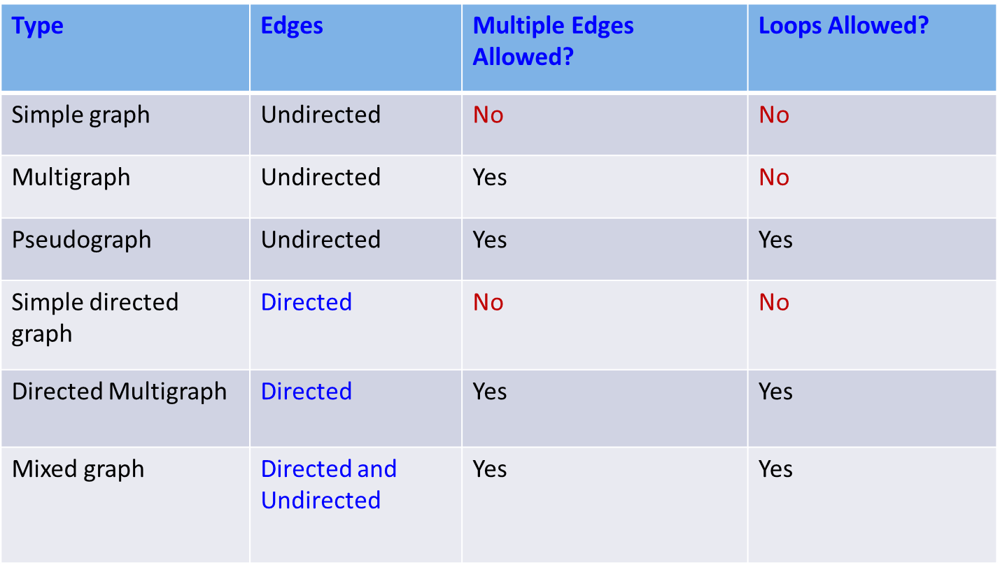 Type Edges Multiple Edges Loops Allowed?
Allowed?
Simple graph Undirected No No
Multigraph Undirected Yes No
Pseudograph Undirected Yes Yes
Simple directed Directed No No
graph
Directed Multigraph Directed Yes Yes
Mixed graph Directed and Yes Yes
Undirected